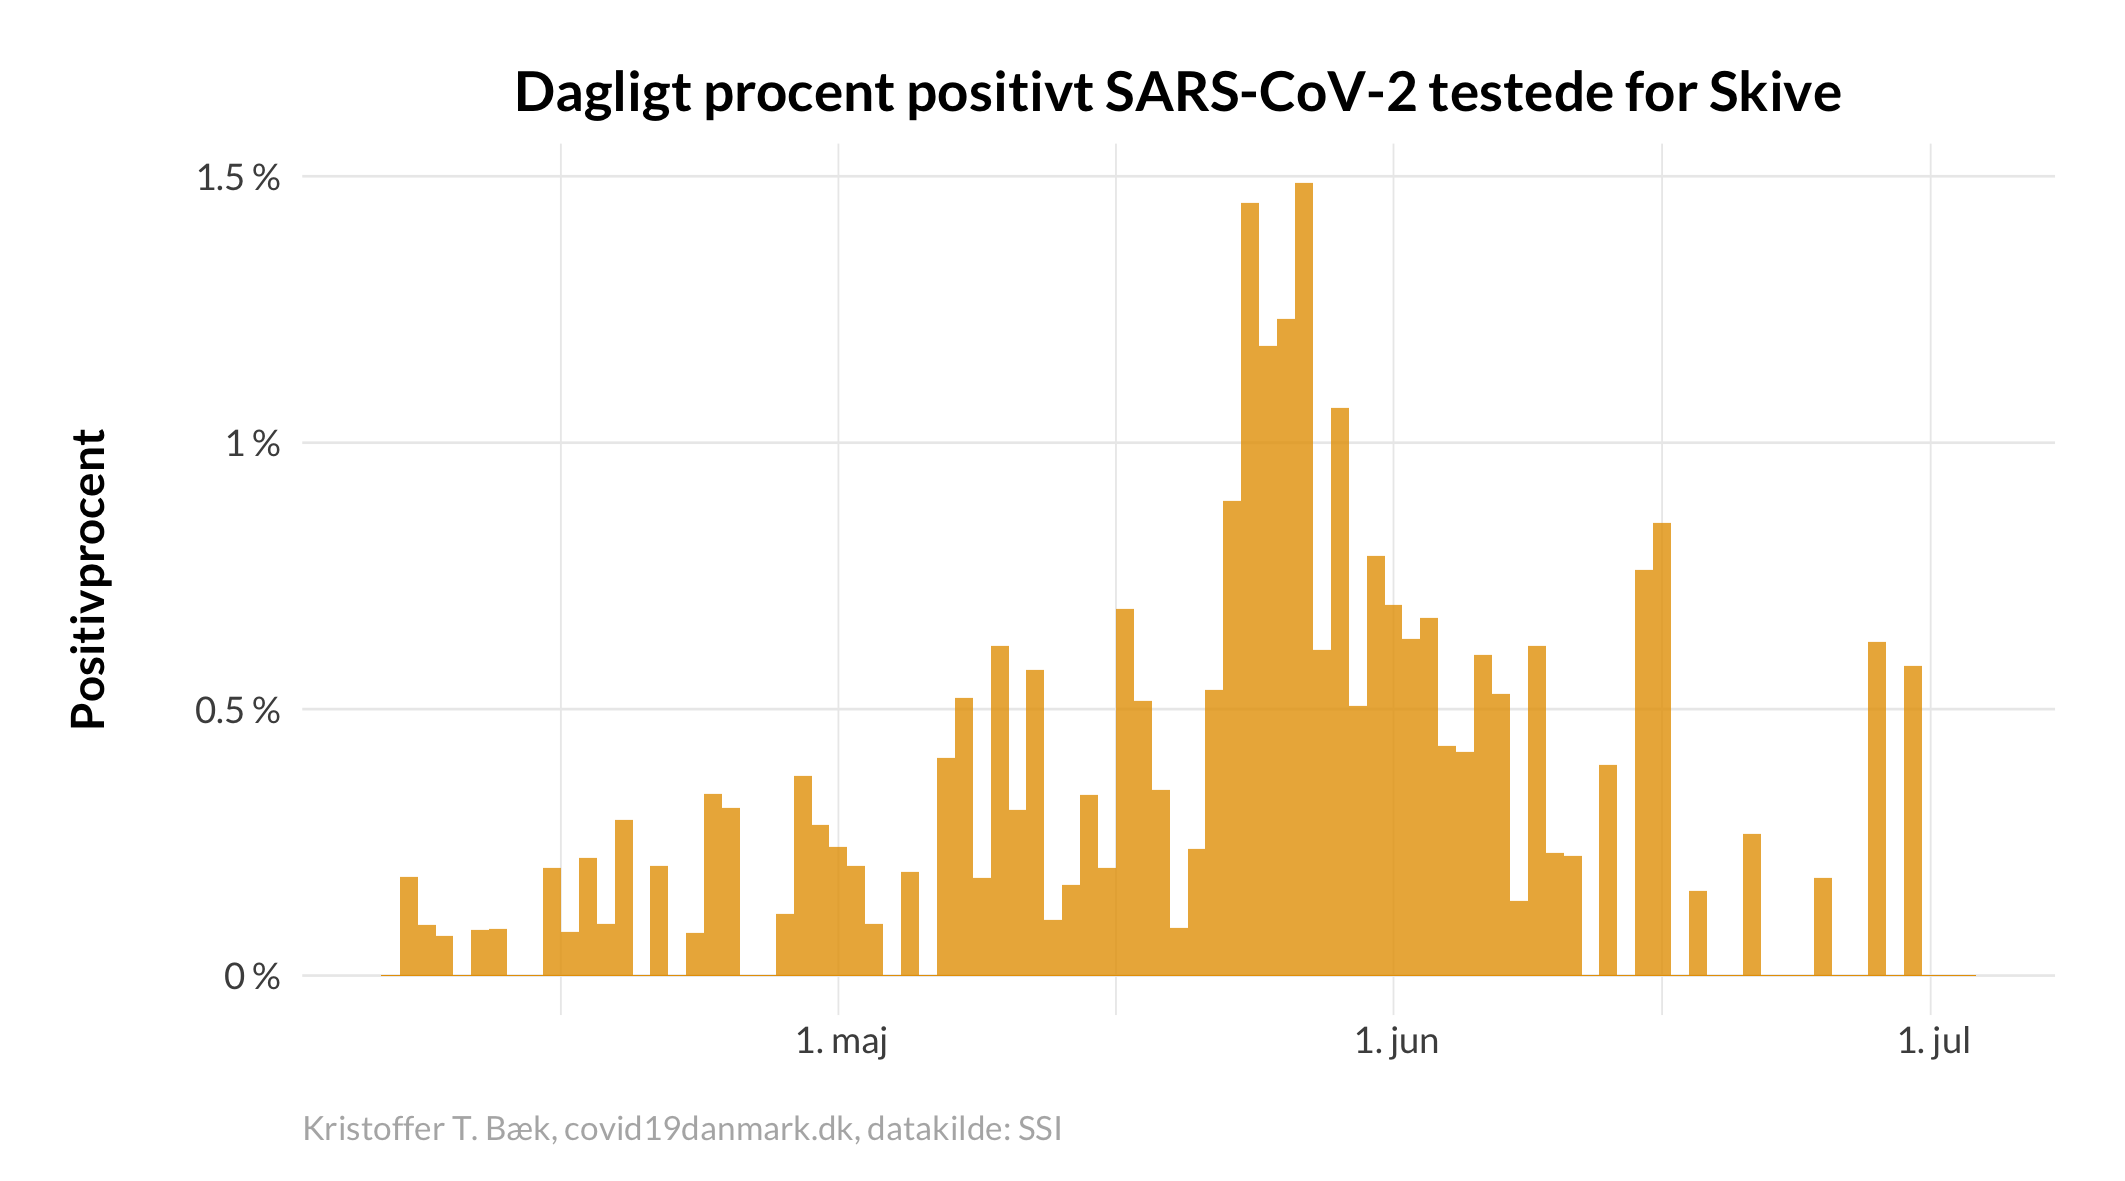 Dagligt procent positivt SARS-CoV-2 testede for Skive
1.5 %
1 %
0.5 %
0 %
Positivprocent
1. maj
1. jun
1. jul
Kristoffer T. Bæk, covid19danmark.dk, datakilde: SSI